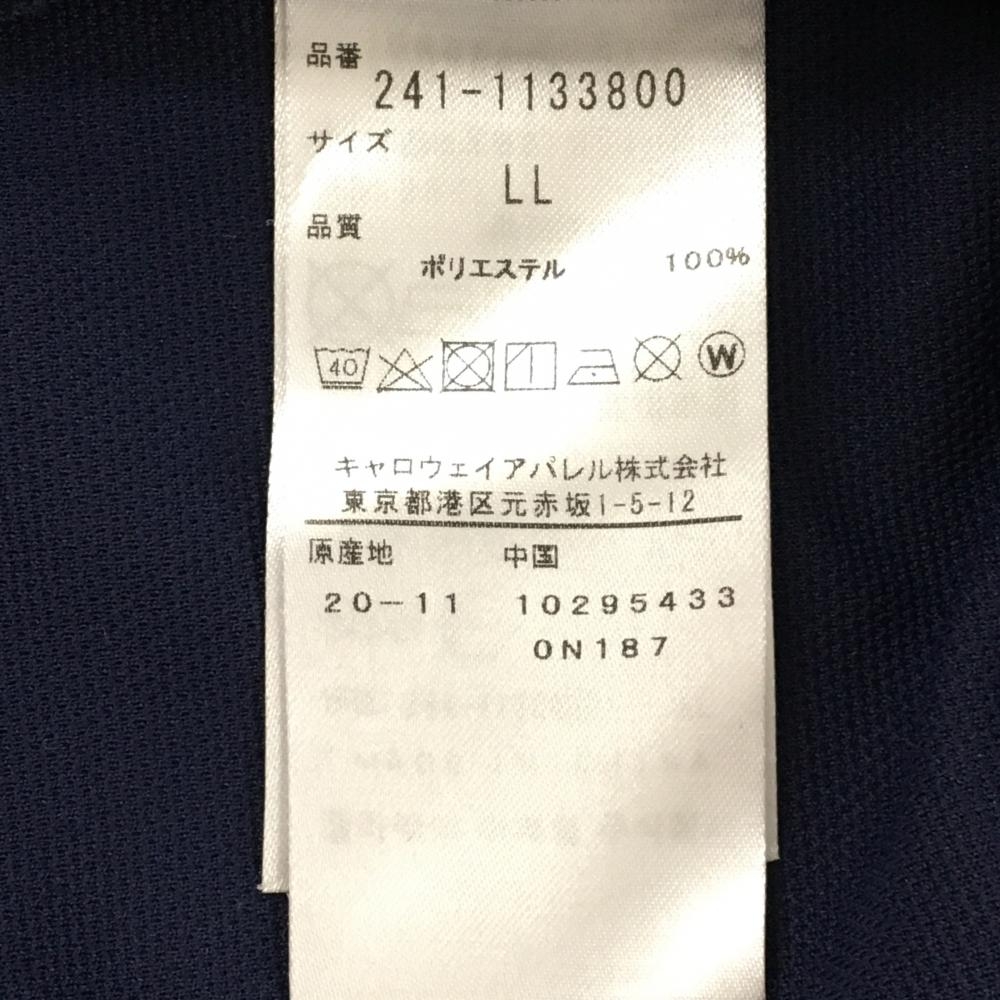 品番
241-1133800
サイズ
LL
品質
ポリエステル 100%
40 W
キャロウェイアパレル株式会社
東京都港区元赤坂1-5-12
原産地 中国
20-11 10295433
0N187